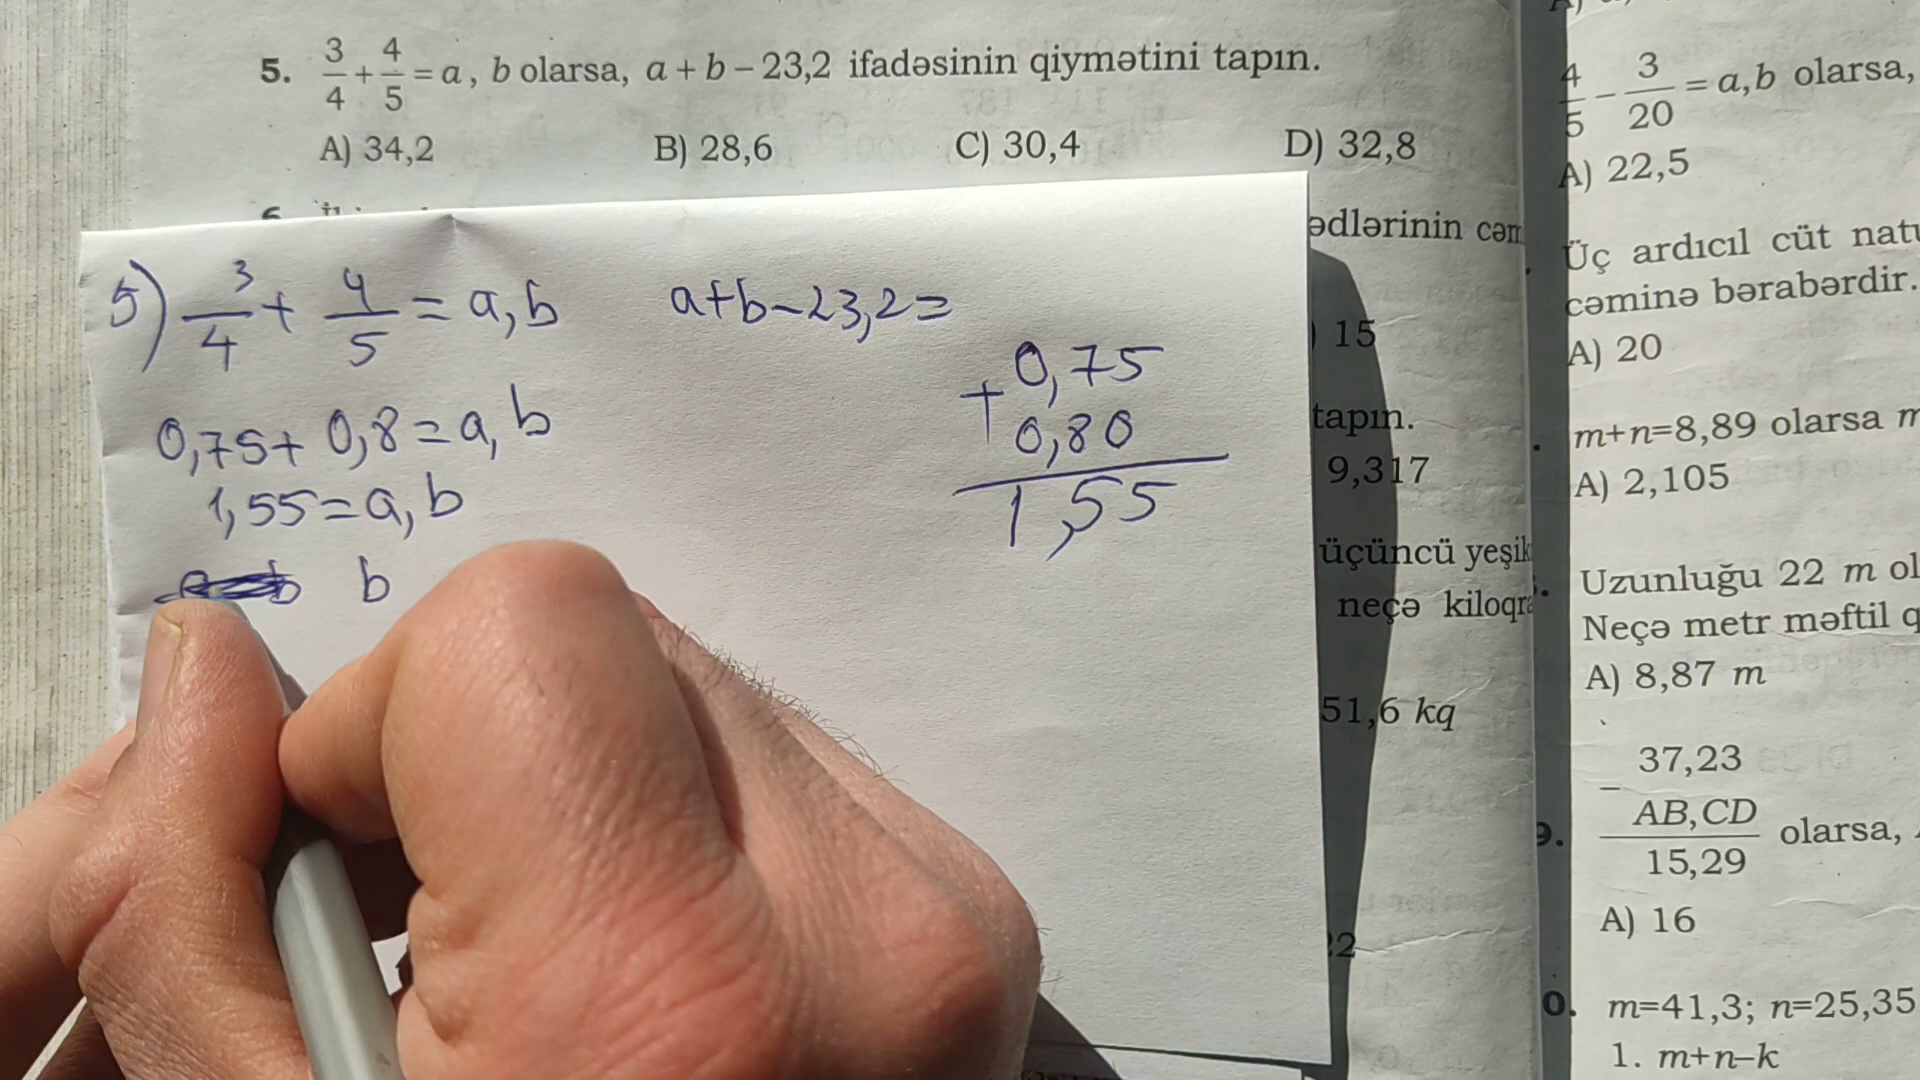 5. 3/4 + 4/5 = a, b olarsa, a + b – 23,2 ifadəsinin qiymətini tapın.
A) 34,2 B) 28,6 C) 30,4 D) 32,8
5) 3/4 + 4/5 = a,b a+b-23,2=
0,75+ 0,8=a,b
1,55=a,b
b
0,75
+
0,80
1,55
ədlərinin
15
tapın.
9,317
üçüncü yeşik
neçə
51,6 kq
4/5 – 3/20 = a,b olarsa,
A) 22,5
Üç ardıcıl cüt
cəminə bərabərdir.
A) 20
m+n=8,89 olarsa
A) 2,105
Uzunluğu 22 m
Neçə metr məftil
A) 8,87 m
37,23
–
9. AB,CD olarsa,
15,29
A) 16
0. m=41,3; n=25,35
1. m+n–k